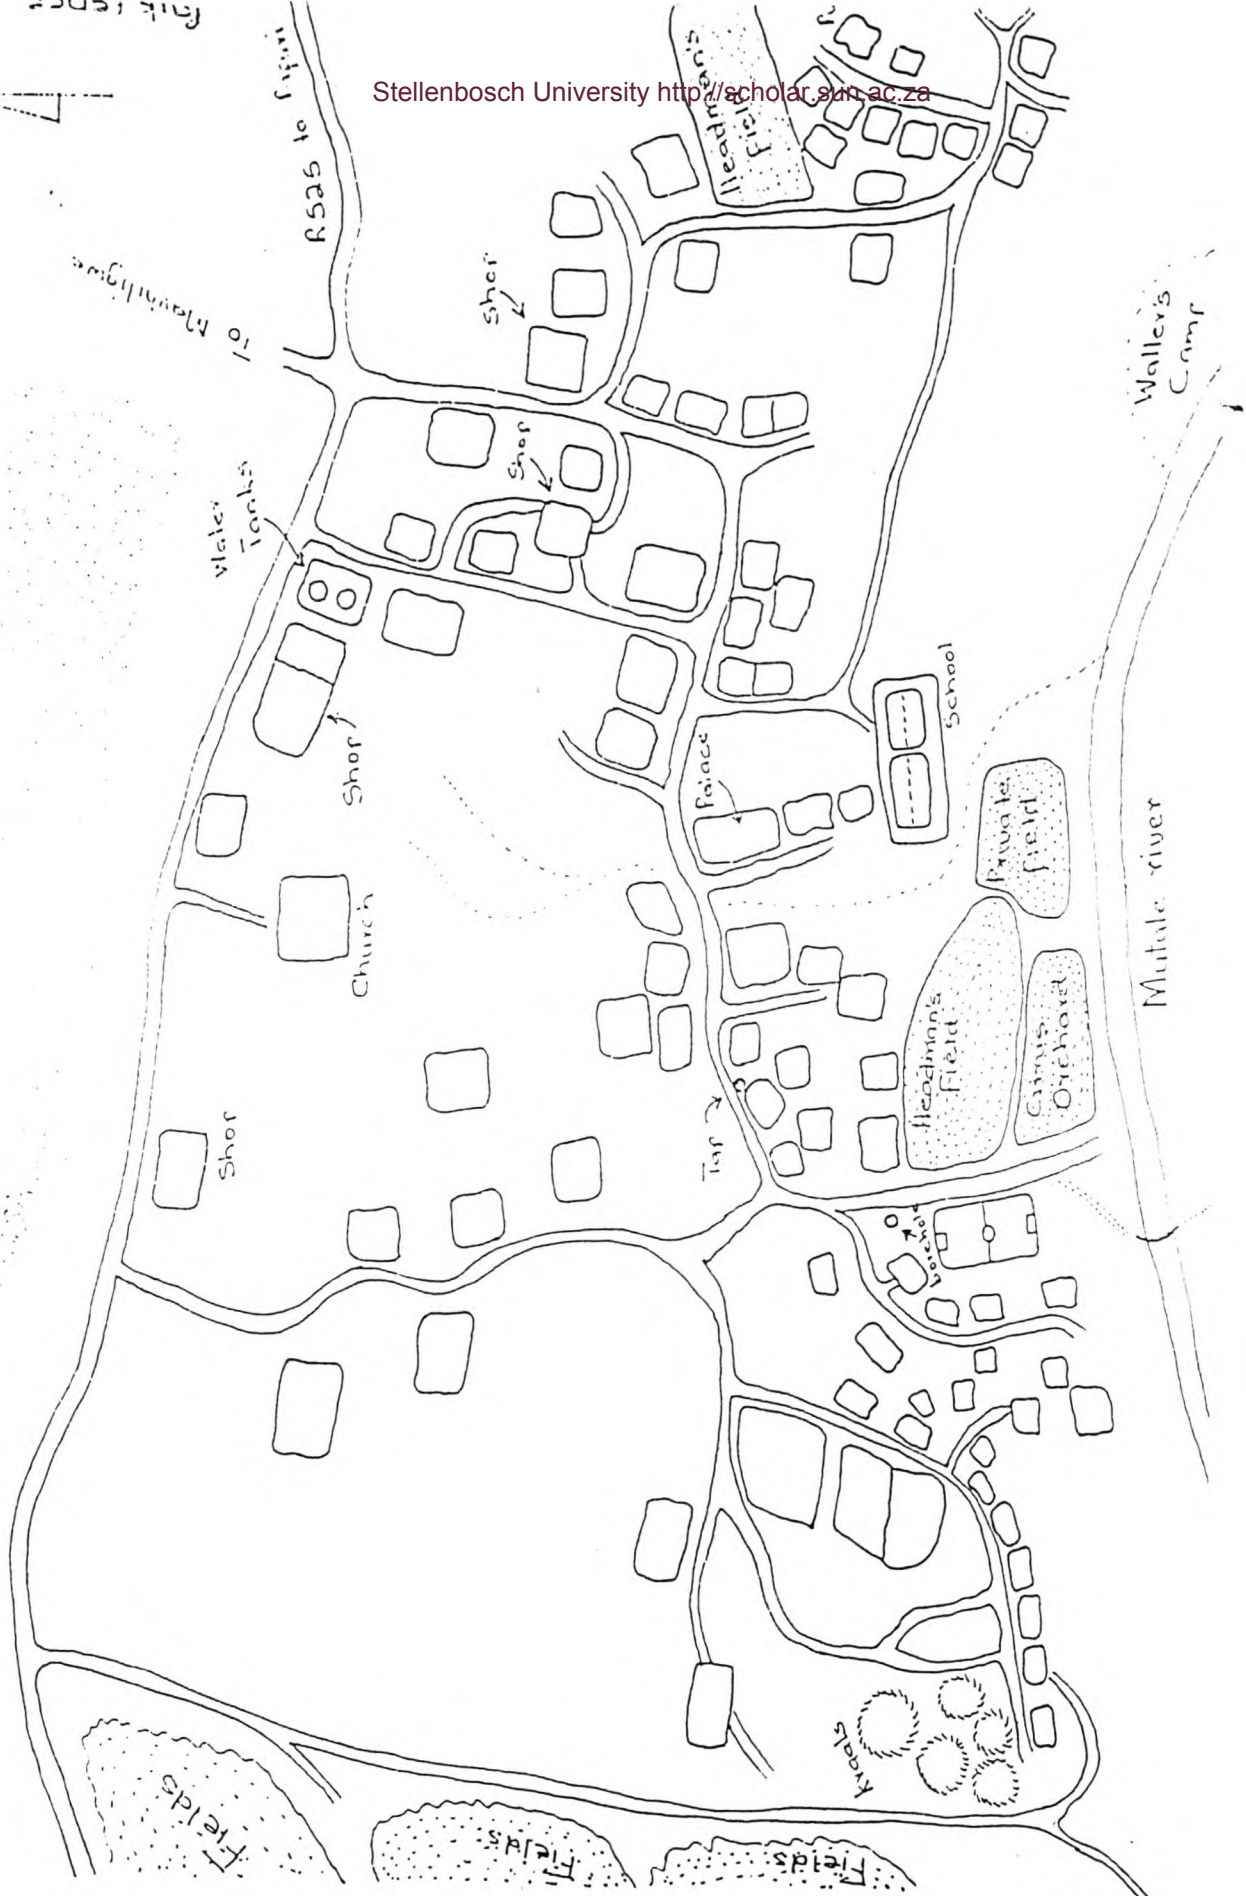 Stellenbosch University http://scholar.sun.ac.za
R525 to Pafuri
Headman's
Field
Shop
Waller's
Camp
Shop
Water
Tanks
School
Shop
Palace
Private
Field
Mutale river
Church
Headman's
Field
Citrus
Orchard
Shop
Tap
borehole
Kraals
Fields
Fields
Fields